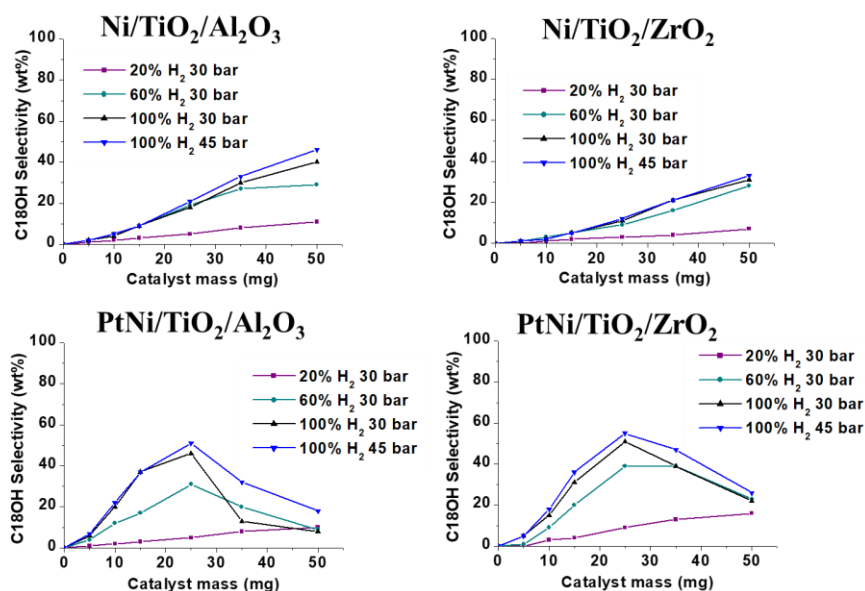 Ni/TiO₂/Al₂O₃
C18OH Selectivity (wt%)
100
80
60
40
20
0
20% H₂ 30 bar
60% H₂ 30 bar
100% H₂ 30 bar
100% H₂ 45 bar
0 10 20 30 40 50
Catalyst mass (mg)
Ni/TiO₂/ZrO₂
C18OH Selectivity (wt%)
100
80
60
40
20
0
20% H₂ 30 bar
60% H₂ 30 bar
100% H₂ 30 bar
100% H₂ 45 bar
0 10 20 30 40 50
Catalyst mass (mg)
PtNi/TiO₂/Al₂O₃
C18OH Selectivity (wt%)
100
80
60
40
20
0
20% H₂ 30 bar
60% H₂ 30 bar
100% H₂ 30 bar
100% H₂ 45 bar
0 10 20 30 40 50
Catalyst mass (mg)
PtNi/TiO₂/ZrO₂
C18OH Selectivity (wt%)
100
80
60
40
20
0
20% H₂ 30 bar
60% H₂ 30 bar
100% H₂ 30 bar
100% H₂ 45 bar
0 10 20 30 40 50
Catalyst mass (mg)